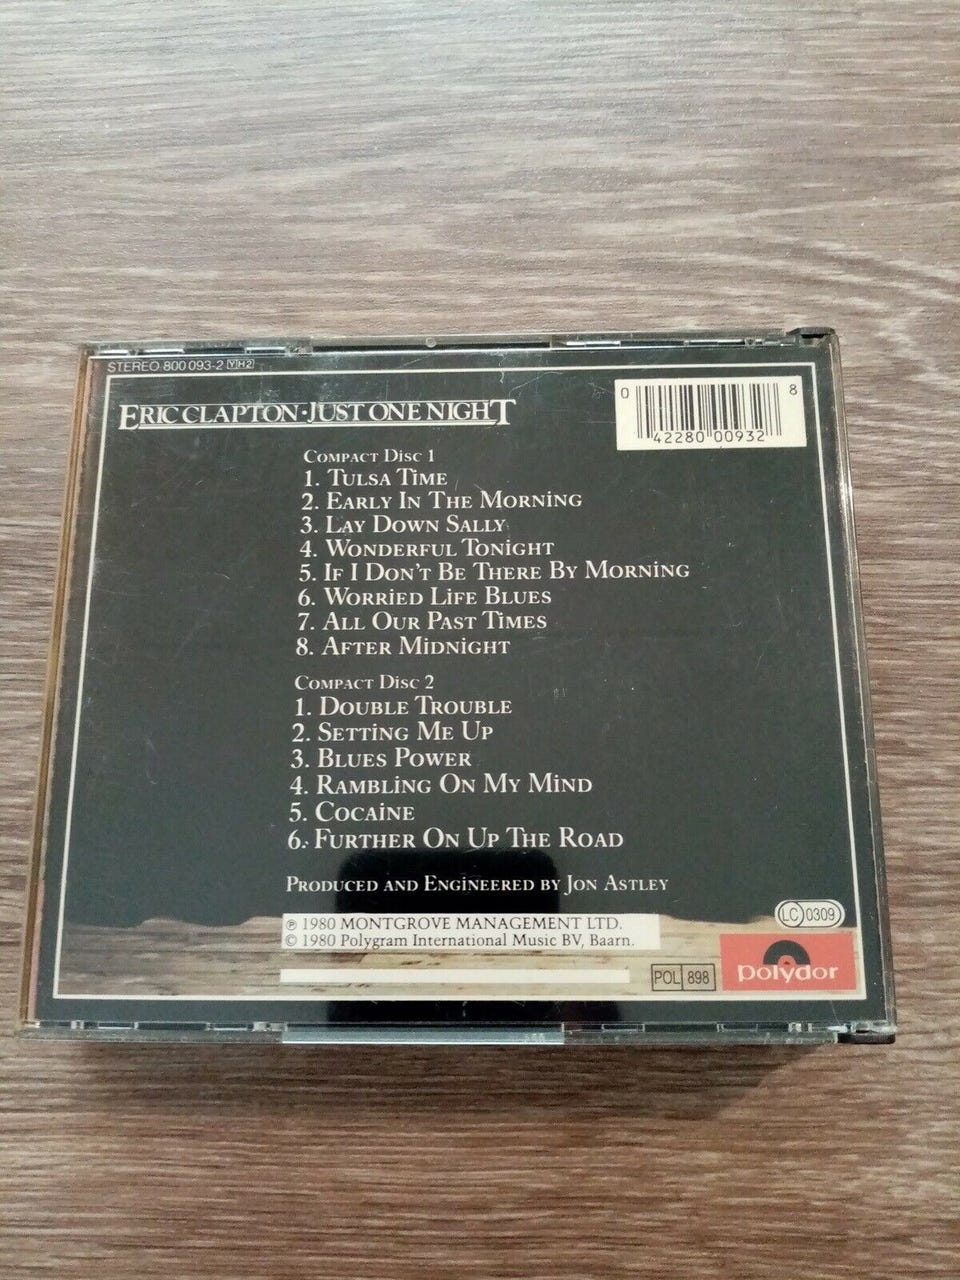 STEREO 800 093-2 Y H 2
ERIC CLAPTON·JUST ONE NIGHT
0 42280 00932 8
COMPACT DISC 1
1. TULSA TIME
2. EARLY IN THE MORNING
3. LAY DOWN SALLY
4. WONDERFUL TONIGHT
5. IF I DON'T BE THERE BY MORNING
6. WORRIED LIFE BLUES
7. ALL OUR PAST TIMES
8. AFTER MIDNIGHT
COMPACT DISC 2
1. DOUBLE TROUBLE
2. SETTING ME UP
3. BLUES POWER
4. RAMBLING ON MY MIND
5. COCAINE
6. FURTHER ON UP THE ROAD
PRODUCED AND ENGINEERED BY JON ASTLEY
LC 0309
℗ 1980 MONTGROVE MANAGEMENT LTD.
© 1980 Polygram International Music BV, Baarn.
POL 898
polydor